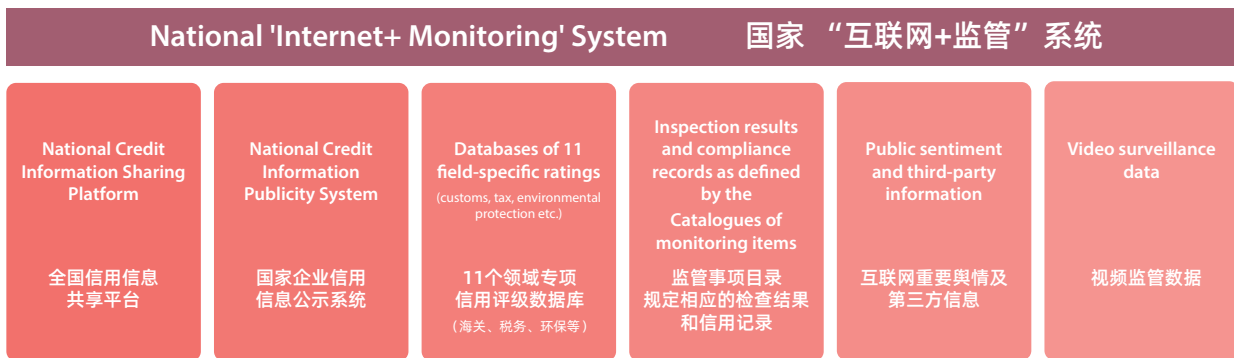 National 'Internet+ Monitoring' System 国家 “互联网+监管”系统
National Credit
Information Sharing
Platform
全国信用信息
共享平台
National Credit
Information
Publicity System
国家企业信用
信息公示系统
Databases of 11
field-specific ratings
(customs, tax, environmental
protection etc.)
11个领域专项
信用评级数据库
（海关、税务、环保等）
Inspection results
and compliance
records as defined
by the
Catalogues of
monitoring items
监管事项目录
规定相应的检查结果
和信用记录
Public sentiment
and third-party
information
互联网重要舆情及
第三方信息
Video surveillance
data
视频监管数据